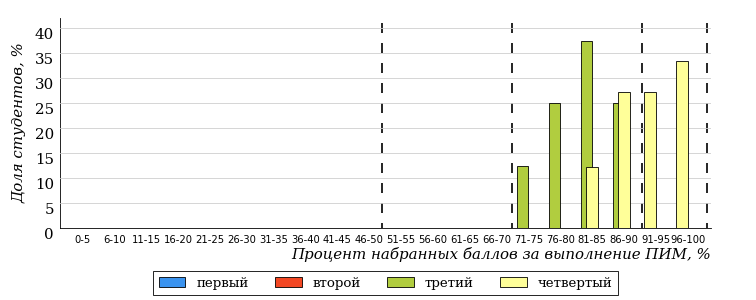 Доля студентов, %
40
35
30
25
20
15
10
5
0
0-5 6-10 11-15 16-20 21-25 26-30 31-35 36-40 41-45 46-50 51-55 56-60 61-65 66-70 71-75 76-80 81-85 86-90 91-95 96-100
Процент набранных баллов за выполнение ПИМ, %
первый второй третий четвертый